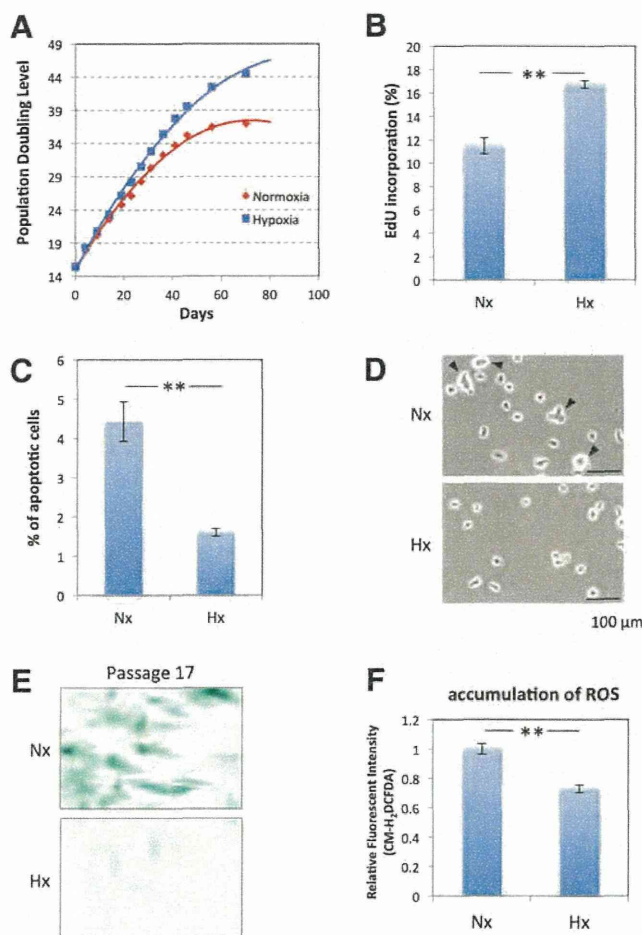 A
Population Doubling Level
49
44
39
34
29
24
19
14
0
20
40
60
80
100
Days
Normoxia
Hypoxia
B
EdU incorporation (%)
20
18
16
14
12
10
8
6
4
2
0
**
Nx
Hx
C
% of apoptotic cells
6
5
4
3
2
1
0
**
Nx
Hx
D
Nx
Hx
100 μm
E
Passage 17
Nx
Hx
F
accumulation of ROS
Relative Fluorescent Intensity
(CM-H₂DCFDA)
1.2
1
0.8
0.6
0.4
0.2
0
**
Nx
Hx